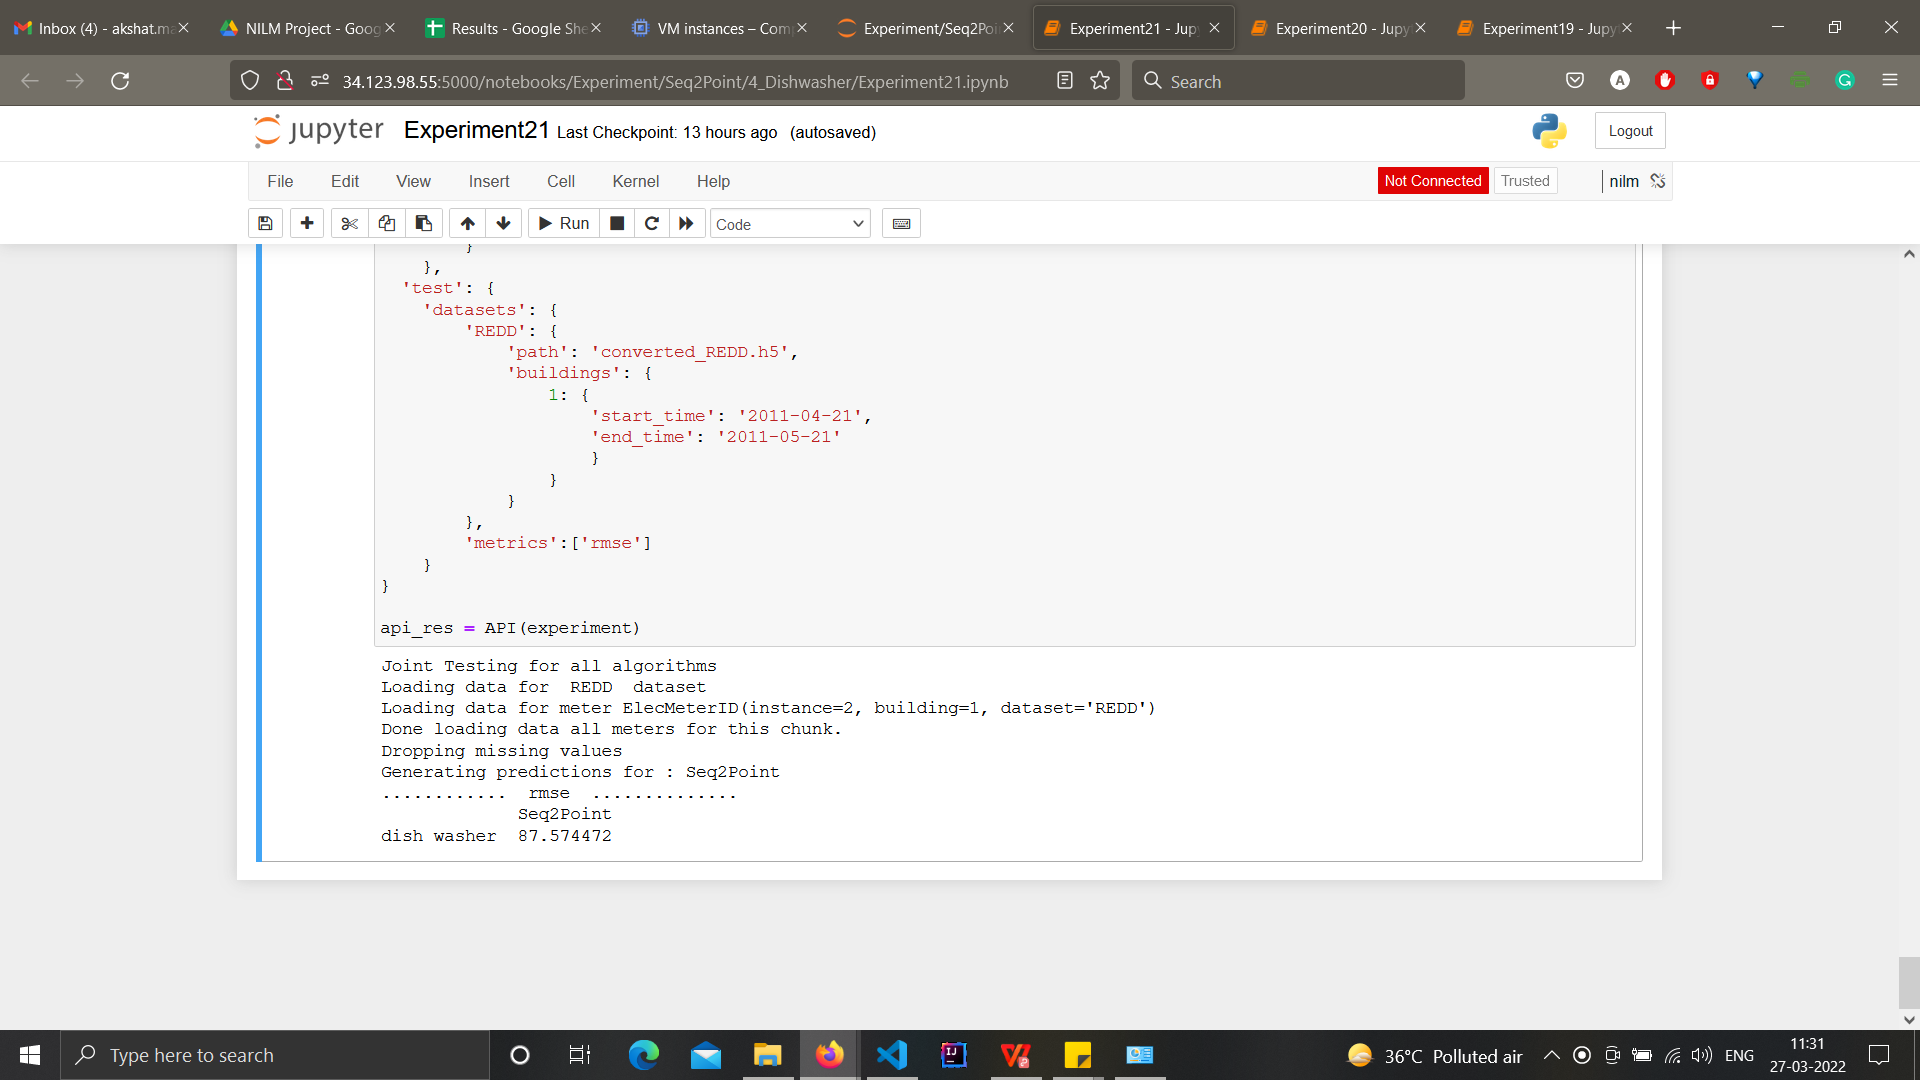 Inbox (4) - akshat.ma
NILM Project - Goog
Results - Google She
VM instances – Comp
Experiment/Seq2Poi
Experiment21 - Jup
Experiment20 - Jupy
Experiment19 - Jupy
34.123.98.55:5000/notebooks/Experiment/Seq2Point/4_Dishwasher/Experiment21.ipynb
Search
jupyter Experiment21 Last Checkpoint: 13 hours ago (autosaved)
Logout
File Edit View Insert Cell Kernel Help
Not Connected Trusted nilm
Run Code
}
},
'test': {
'datasets': {
'REDD': {
'path': 'converted_REDD.h5',
'buildings': {
1: {
'start_time': '2011-04-21',
'end_time': '2011-05-21'
}
}
}
},
'metrics':['rmse']
}
}
api_res = API(experiment)
Joint Testing for all algorithms
Loading data for  REDD  dataset
Loading data for meter ElecMeterID(instance=2, building=1, dataset='REDD')
Done loading data all meters for this chunk.
Dropping missing values
Generating predictions for : Seq2Point
............  rmse  ..............
Seq2Point
dish washer  87.574472
Type here to search
36°C Polluted air
ENG
11:31
27-03-2022